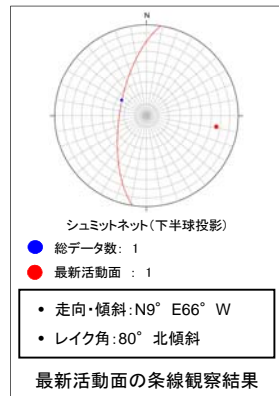 N
シュミットネット(下半球投影)
総データ数: 1
最新活動面 : 1
• 走向・傾斜:N9° E66° W
• レイク角:80° 北傾斜
最新活動面の条線観察結果